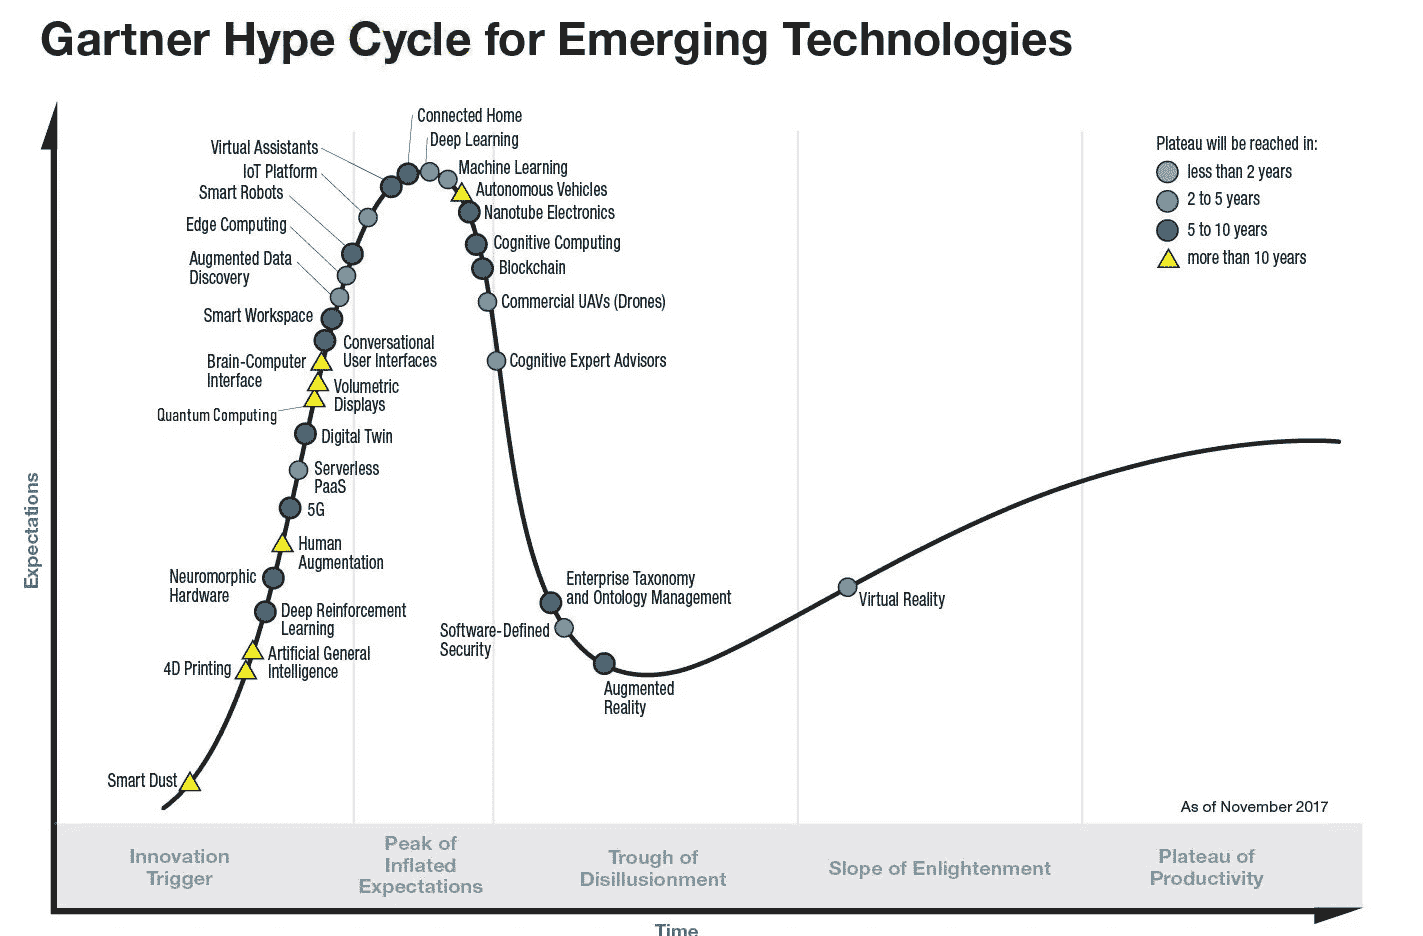 Gartner Hype Cycle for Emerging Technologies
Connected Home
Deep Learning
Virtual Assistants
Machine Learning
IoT Platform
Autonomous Vehicles
Smart Robots
Nanotube Electronics
Edge Computing
Cognitive Computing
Augmented Data
Discovery
Blockchain
Commercial UAVs (Drones)
Smart Workspace
Conversational
User Interfaces
Brain-Computer
Interface
Cognitive Expert Advisors
Volumetric
Displays
Quantum Computing
Digital Twin
Serverless
PaaS
5G
Human
Augmentation
Neuromorphic
Hardware
Deep Reinforcement
Learning
Artificial General
Intelligence
4D Printing
Smart Dust
Enterprise Taxonomy
and Ontology Management
Software-Defined
Security
Augmented
Reality
Virtual Reality
Plateau will be reached in:
less than 2 years
2 to 5 years
5 to 10 years
more than 10 years
As of November 2017
Expectations
Innovation
Trigger
Peak of
Inflated
Expectations
Trough of
Disillusionment
Slope of Enlightenment
Plateau of
Productivity
Time